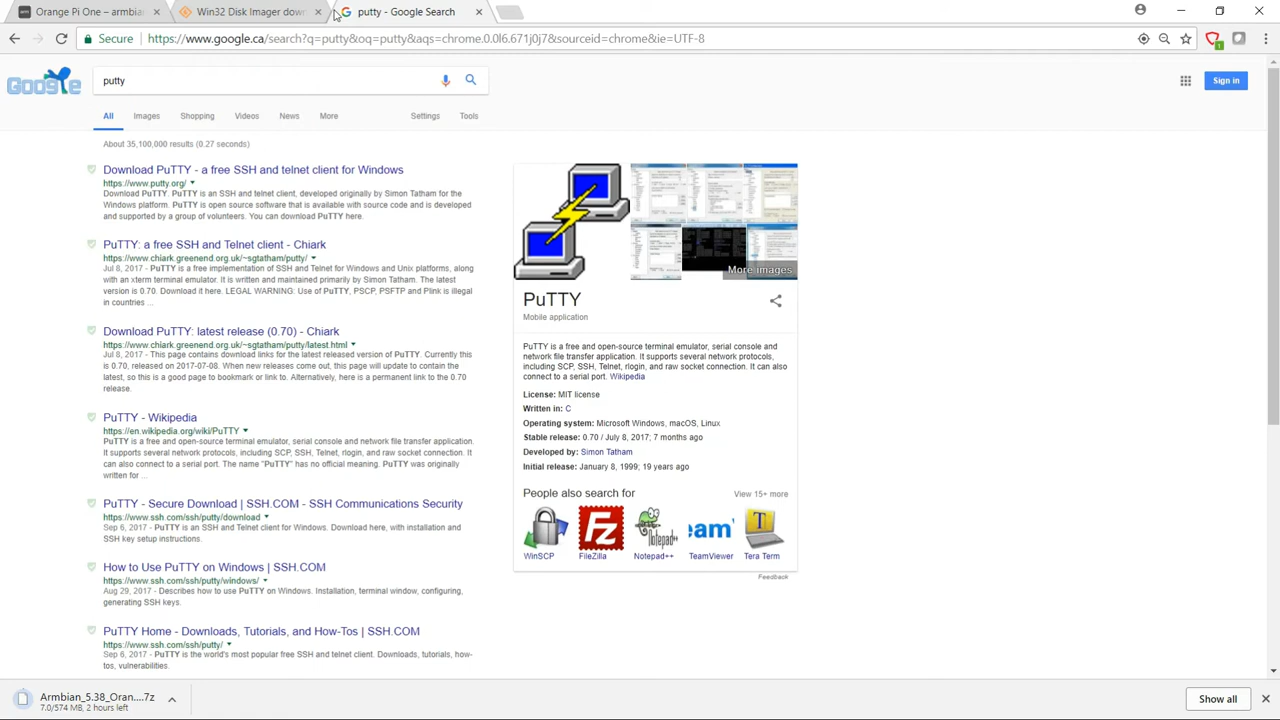 Orange Pi One – armbian
Win32 Disk Imager down
putty - Google Search
Secure
https://www.google.ca/search?q=putty&oq=putty&aqs=chrome.0.0l6.671j0j7&sourceid=chrome&ie=UTF-8
1
Google
putty
Sign in
All
Images
Shopping
Videos
News
More
Settings
Tools
About 35,100,000 results (0.27 seconds)
Download PuTTY - a free SSH and telnet client for Windows
https://www.putty.org/
Download PuTTY. PuTTY is an SSH and telnet client, developed originally by Simon Tatham for the
Windows platform. PuTTY is open source software that is available with source code and is developed
and supported by a group of volunteers. You can download PuTTY here.
PuTTY: a free SSH and Telnet client - Chiark
https://www.chiark.greenend.org.uk/~sgtatham/putty/
Jul 8, 2017 - PuTTY is a free implementation of SSH and Telnet for Windows and Unix platforms, along
with an xterm terminal emulator. It is written and maintained primarily by Simon Tatham. The latest
version is 0.70. Download it here. LEGAL WARNING: Use of PuTTY, PSCP, PSFTP and Plink is illegal
in countries ...
Download PuTTY: latest release (0.70) - Chiark
https://www.chiark.greenend.org.uk/~sgtatham/putty/latest.html
Jul 8, 2017 - This page contains download links for the latest released version of PuTTY. Currently this
is 0.70, released on 2017-07-08. When new releases come out, this page will update to contain the
latest, so this is a good page to bookmark or link to. Alternatively, here is a permanent link to the 0.70
release.
PuTTY - Wikipedia
https://en.wikipedia.org/wiki/PuTTY
PuTTY is a free and open-source terminal emulator, serial console and network file transfer application.
It supports several network protocols, including SCP, SSH, Telnet, rlogin, and raw socket connection. It
can also connect to a serial port. The name "PuTTY" has no official meaning. PuTTY was originally
written for ...
PuTTY - Secure Download | SSH.COM - SSH Communications Security
https://www.ssh.com/ssh/putty/download
Sep 6, 2017 - PuTTY is an SSH and Telnet client for Windows. Download here, with installation and
SSH key setup instructions.
How to Use PuTTY on Windows | SSH.COM
https://www.ssh.com/ssh/putty/windows/
Aug 29, 2017 - Describes how to use PuTTY on Windows. Installation, terminal window, configuring,
generating SSH keys.
PuTTY Home - Downloads, Tutorials, and How-Tos | SSH.COM
https://www.ssh.com/ssh/putty/
Sep 6, 2017 - PuTTY is the world's most popular free SSH and telnet client. Downloads, tutorials, how-
tos, vulnerabilities.
More images
PuTTY
Mobile application
PuTTY is a free and open-source terminal emulator, serial console and
network file transfer application. It supports several network protocols,
including SCP, SSH, Telnet, rlogin, and raw socket connection. It can also
connect to a serial port. Wikipedia
License: MIT license
Written in: C
Operating system: Microsoft Windows, macOS, Linux
Stable release: 0.70 / July 8, 2017; 7 months ago
Developed by: Simon Tatham
Initial release: January 8, 1999; 19 years ago
People also search for
View 15+ more
WinSCP
FileZilla
Notepad++
TeamViewer
Tera Term
Feedback
Armbian_5.38_Oran....7z
7.0/574 MB, 2 hours left
Show all